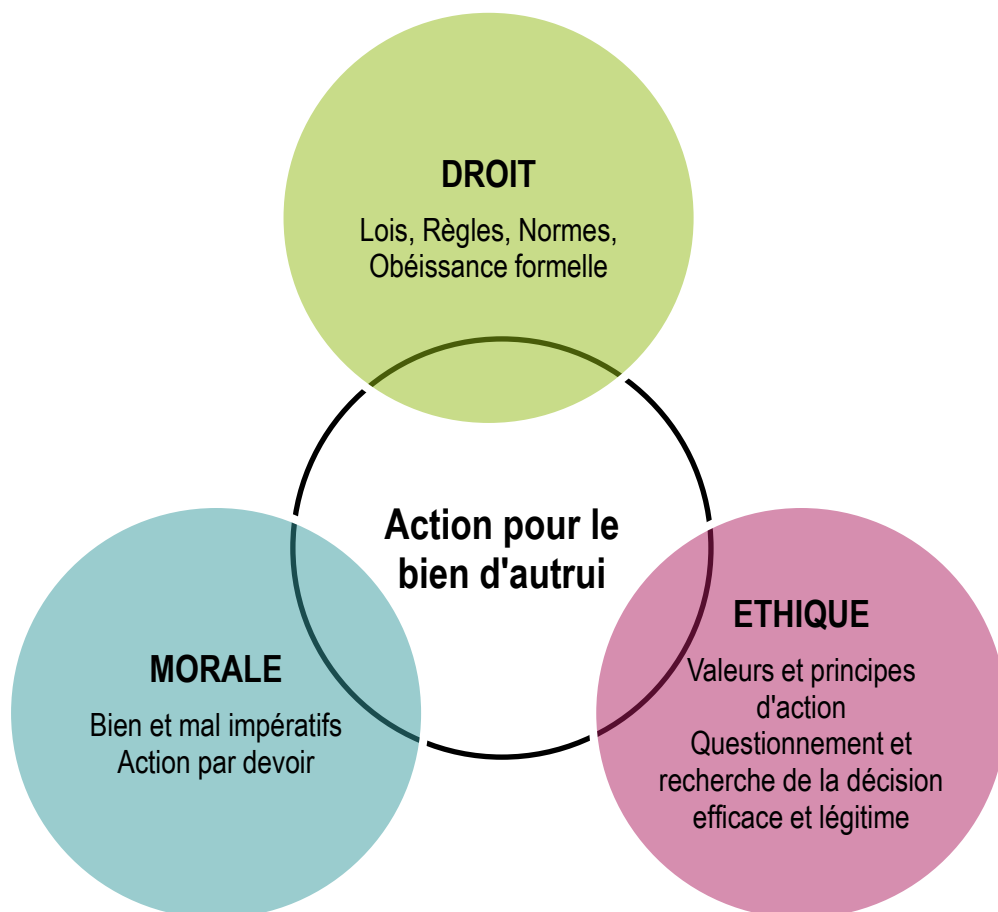 DROIT
Lois, Règles, Normes,
Obéissance formelle
Action pour le
bien d'autrui
MORALE
Bien et mal impératifs
Action par devoir
ETHIQUE
Valeurs et principes
d'action
Questionnement et
recherche de la décision
efficace et légitime